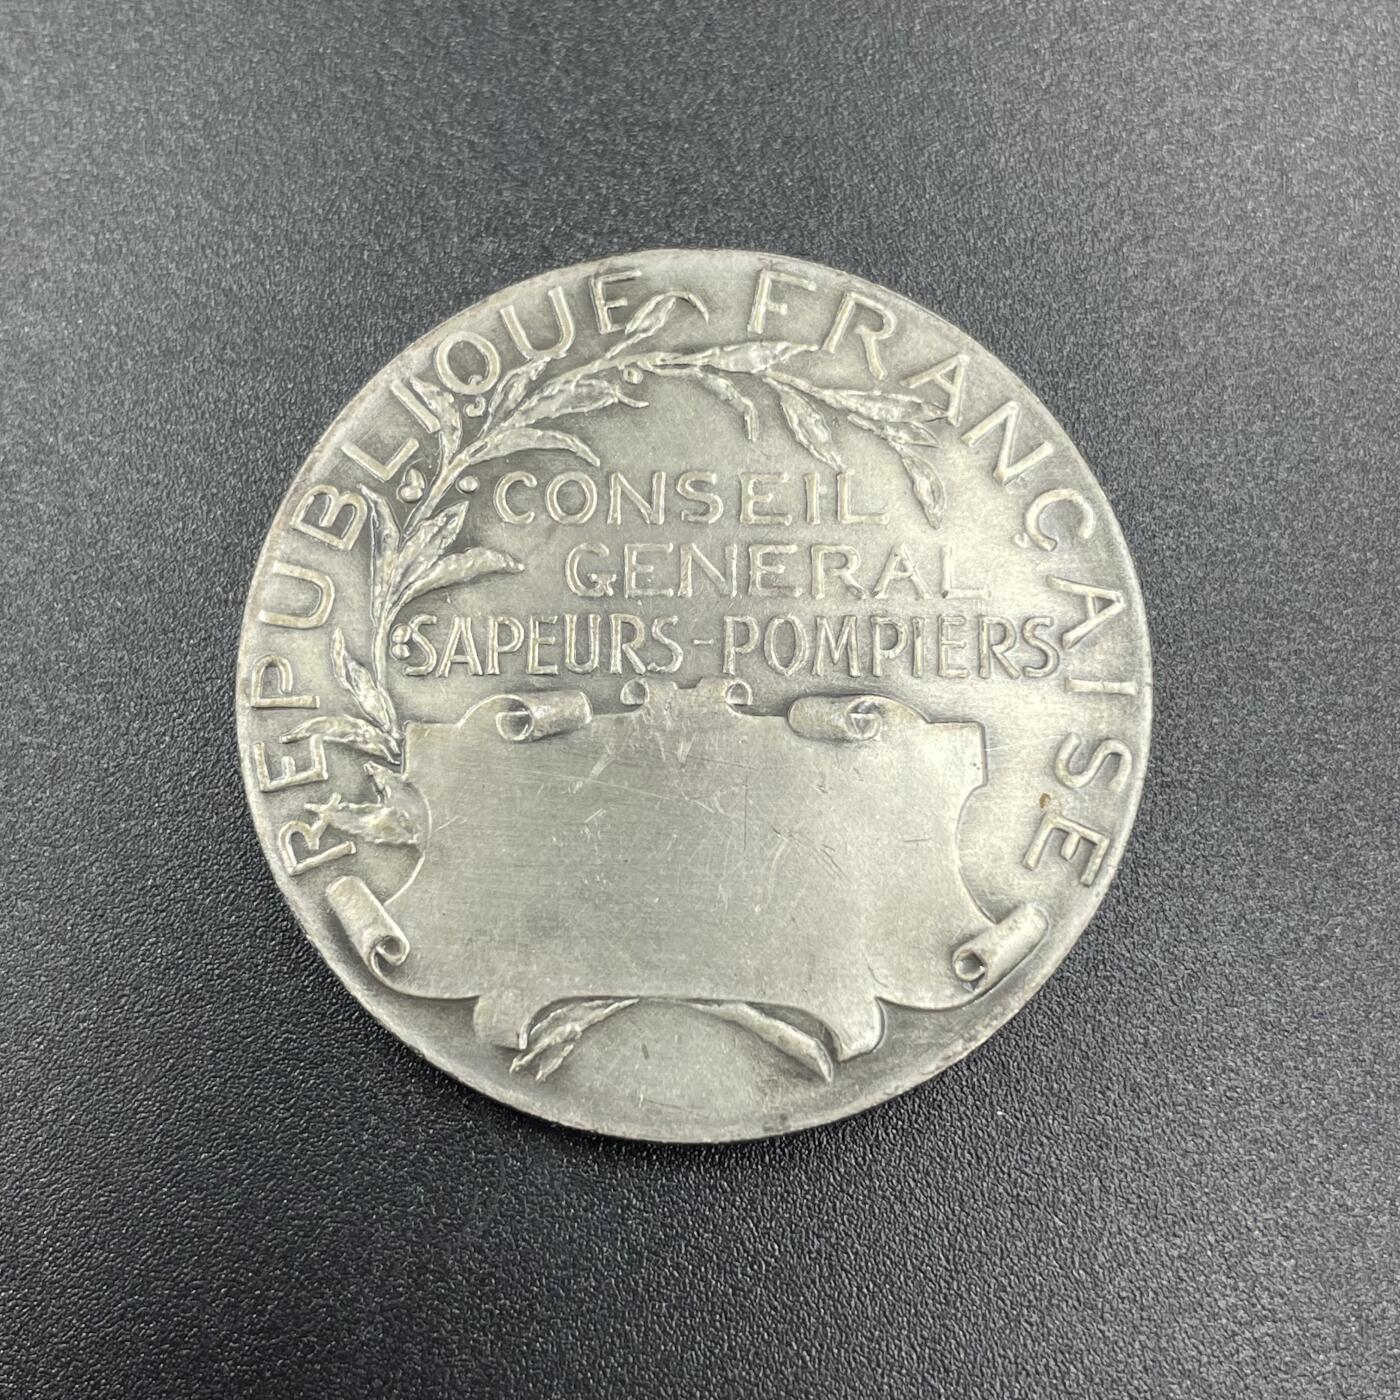 REPUBLIQUE FRANÇAISE
CONSEIL
GENERAL
SAPEURS-POMPIERS